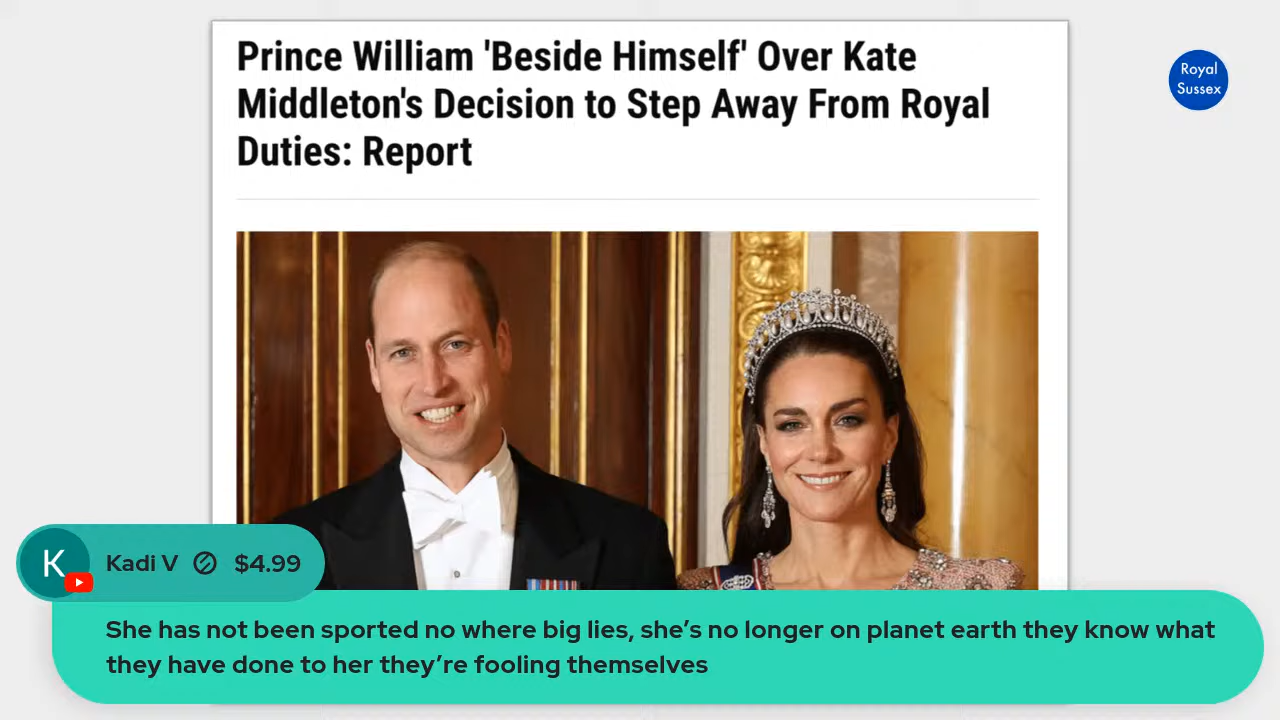 Prince William 'Beside Himself' Over Kate
Middleton's Decision to Step Away From Royal
Duties: Report
Royal
Sussex
K
Kadi V $4.99
She has not been sported no where big lies, she’s no longer on planet earth they know what
they have done to her they’re fooling themselves